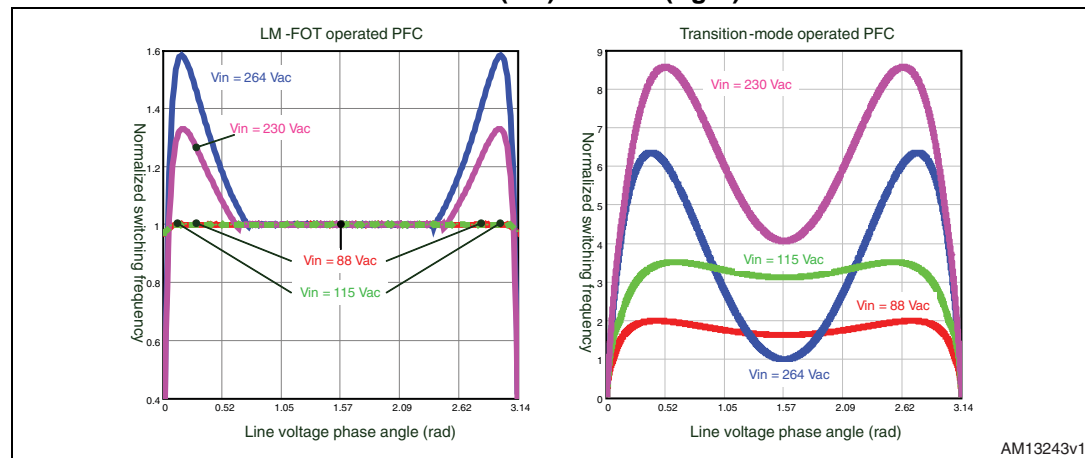 LM -FOT operated PFC
1.6
1.4
1.2
1
0.8
0.6
0.4
Normalized switching frequency
Vin = 264 Vac
Vin = 230 Vac
Vin = 88 Vac
Vin = 115 Vac
0
0.52
1.05
1.57
2.09
2.62
3.14
Line voltage phase angle (rad)
Transition-mode operated PFC
9
8
7
6
5
4
3
2
1
0
Normalized switching frequency
Vin = 230 Vac
Vin = 115 Vac
Vin = 88 Vac
Vin = 264 Vac
0
0.52
1.05
1.57
2.09
2.62
3.14
Line voltage phase angle (rad)
AM13243v1